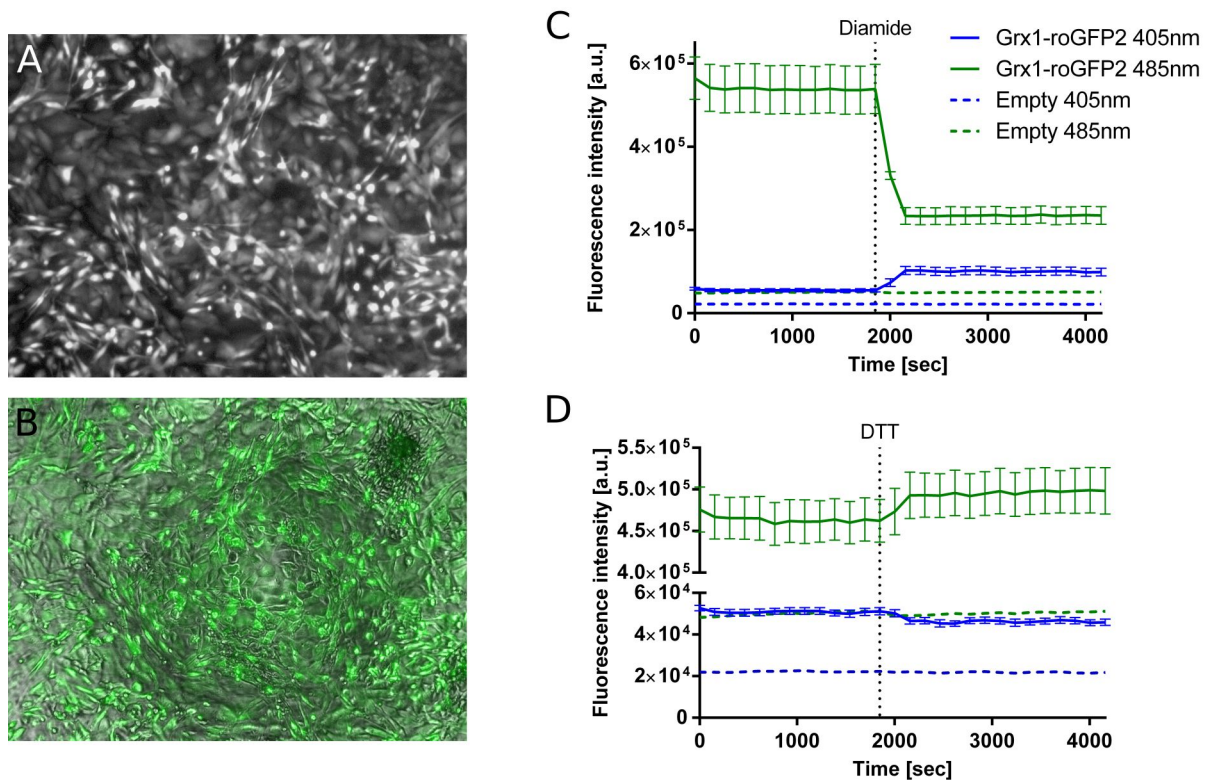 A
B
C
Diamide
Grx1-roGFP2 405nm
Grx1-roGFP2 485nm
Empty 405nm
Empty 485nm
Fluorescence intensity [a.u.]
6×10⁵
4×10⁵
2×10⁵
0
0 1000 2000 3000 4000
Time [sec]
D
DTT
Fluorescence intensity [a.u.]
5.5×10⁵
5.0×10⁵
4.5×10⁵
4.0×10⁵
6×10⁴
4×10⁴
2×10⁴
0
0 1000 2000 3000 4000
Time [sec]